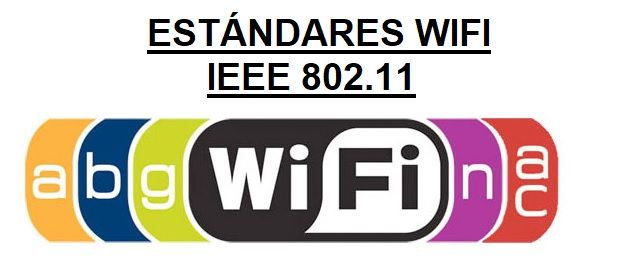 ESTÁNDARES WIFI
IEEE 802.11
a b g WiFi n ac